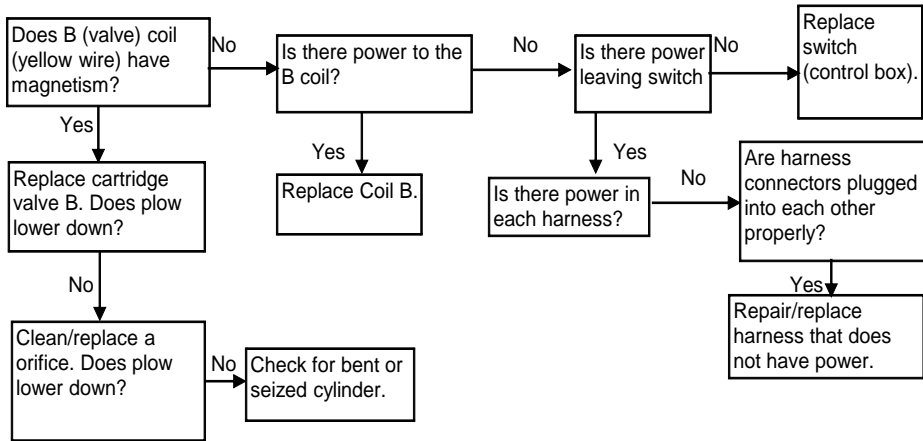 Does B (valve) coil
(yellow wire) have
magnetism?
No
Is there power to the
B coil?
No
Is there power
leaving switch
No
Replace
switch
(control box).
Yes
Replace cartridge
valve B. Does plow
lower down?
Yes
Replace Coil B.
Yes
Is there power in
each harness?
No
Are harness
connectors plugged
into each other
properly?
No
Clean/replace a
orifice. Does plow
lower down?
No
Check for bent or
seized cylinder.
Yes
Repair/replace
harness that does
not have power.